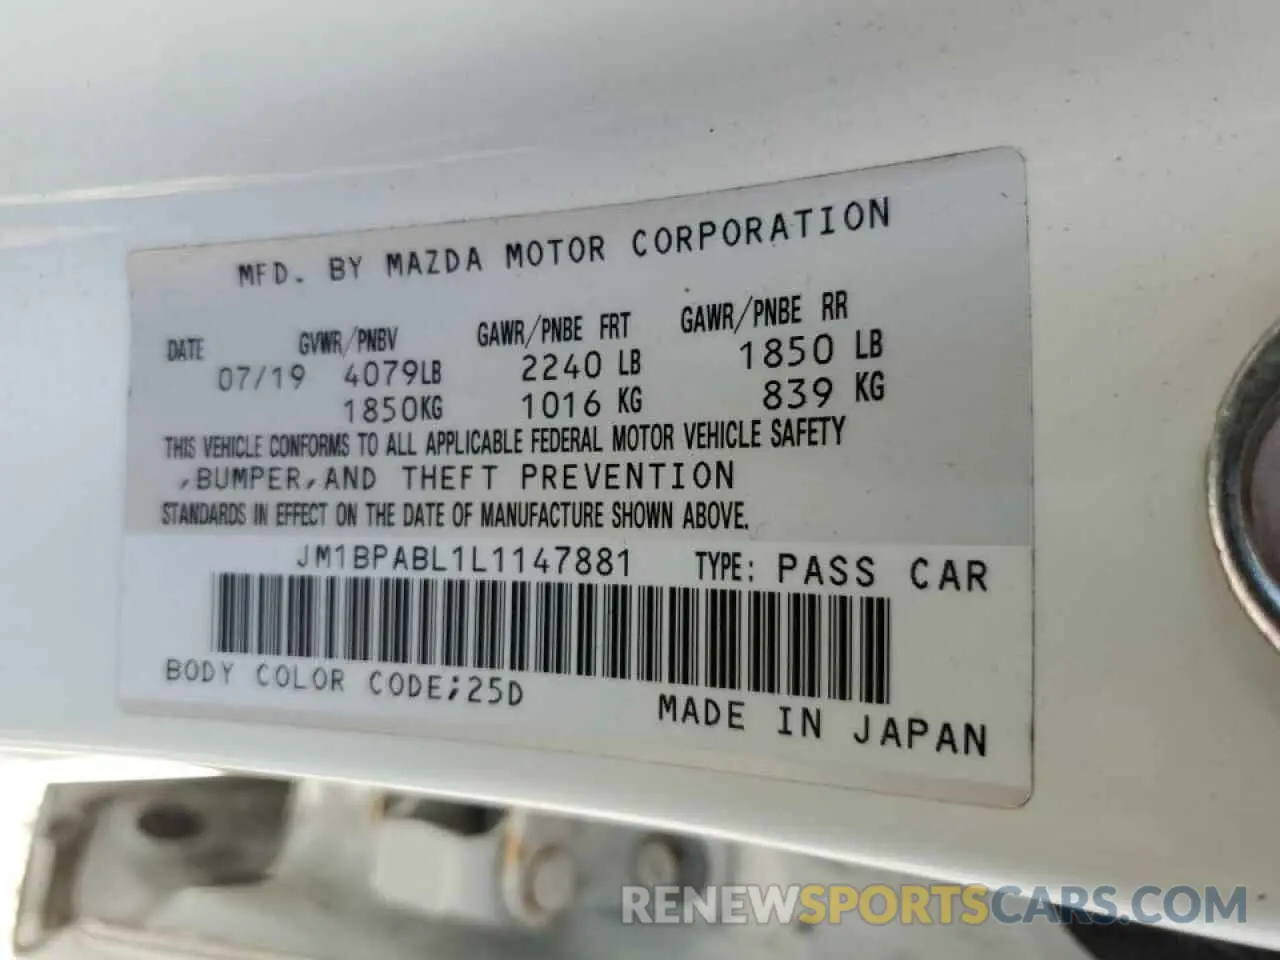 MFD. BY MAZDA MOTOR CORPORATION
DATE GVWR/PNBV GAWR/PNBE FRT GAWR/PNBE RR
07/19 4079LB 2240 LB 1850 LB
1850KG 1016 KG 839 KG
THIS VEHICLE CONFORMS TO ALL APPLICABLE FEDERAL MOTOR VEHICLE SAFETY
,BUMPER,AND THEFT PREVENTION
STANDARDS IN EFFECT ON THE DATE OF MANUFACTURE SHOWN ABOVE.
JM1BPABL1L1147881 TYPE: PASS CAR
BODY COLOR CODE;25D
MADE IN JAPAN
RENEWSPORTSCARS.COM